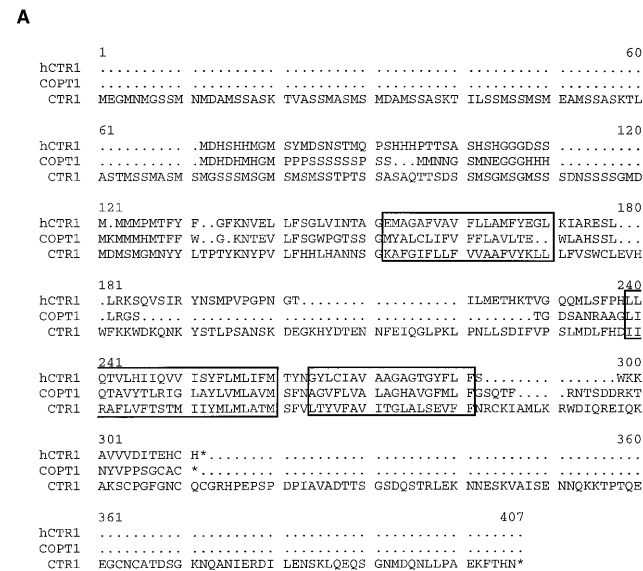 A
1 60
hCTR1 .......... .......... .......... .......... .......... ..........
COPT1 .......... .......... .......... .......... .......... ..........
CTR1 MEGMNMGSSM NMDAMSSASK TVASSMASMS MDAMSSASKT ILSSMSSMSM EAMSSASKTL
61 120
hCTR1 .......... .MDHSHHMGM SYMDSNSTMQ PSHHHPTTSA SHSHGGGDSS ..........
COPT1 .......... .MDHDHMHGM PPPSSSSSSP SS...MMNNG SMNEGGGHHH ..........
CTR1 ASTMSSMASM SMGSSSMSGM SMSMSSTPTS SASAQTTSDS SMSGMSGMSS SDNSSSSGMD
121 180
hCTR1 M.MMMPMTFY F..GFKNVEL LFSGLVINTA GEMAGAFVAV FLLAMFYEGL KIARESL...
COPT1 MKMMMHMTFF W..G.KNTEV LFSGWPGTSS GMYALCLIFV FFLAVLTE.. WLAHSSL...
CTR1 MDMSMGMNYY LTPTYKNYPV LFHHLHANNS GKAFGIFLLF VVAAFVYKLL LFVSWCLEVH
181 240
hCTR1 .LRKSQVSIR YNSMPVPGPN GT........ .......... ILMETHKTVG QQMLSFPHLL
COPT1 .LRGS..... .......... .......... .......... ........TG DSANRAAGLI
CTR1 WFKKWDKQNK YSTLPSANSK DEGKHYDTEN NFEIQGLPKL PNLLSDIFVP SLMDLFHDII
241 300
hCTR1 QTVLHIIQVV ISYFLMLIFM TYNGYLCIAV AAGAGTGYFL FS........ .......WKK
COPT1 QTAVYTLRIG LAYLVMLAVM SFNAGVFLVA LAGHAVGFML FGSQTF.... RNTSDDRKT
CTR1 RAFLVFTSTM IIYMLMLATM SFVLTYVFAV ITGLALSEVF FNRCKIAMLK RWDIQREIQK
301 360
hCTR1 AVVVDITEHC H*........ .......... .......... .......... ..........
COPT1 NYVPPSGCAC *......... .......... .......... .......... ..........
CTR1 AKSCPGFGNC QCGRHPEPSP DPIAVADTTS GSDQSTRLEK NNESKVAISE NNQKKTPTQE
361 407
hCTR1 .......... .......... .......... .......... .......
COPT1 .......... .......... .......... .......... .......
CTR1 EGCNCATDSG KNQANIERDI LENSKLQEQS GNMDQNLLPA EKFTHN*